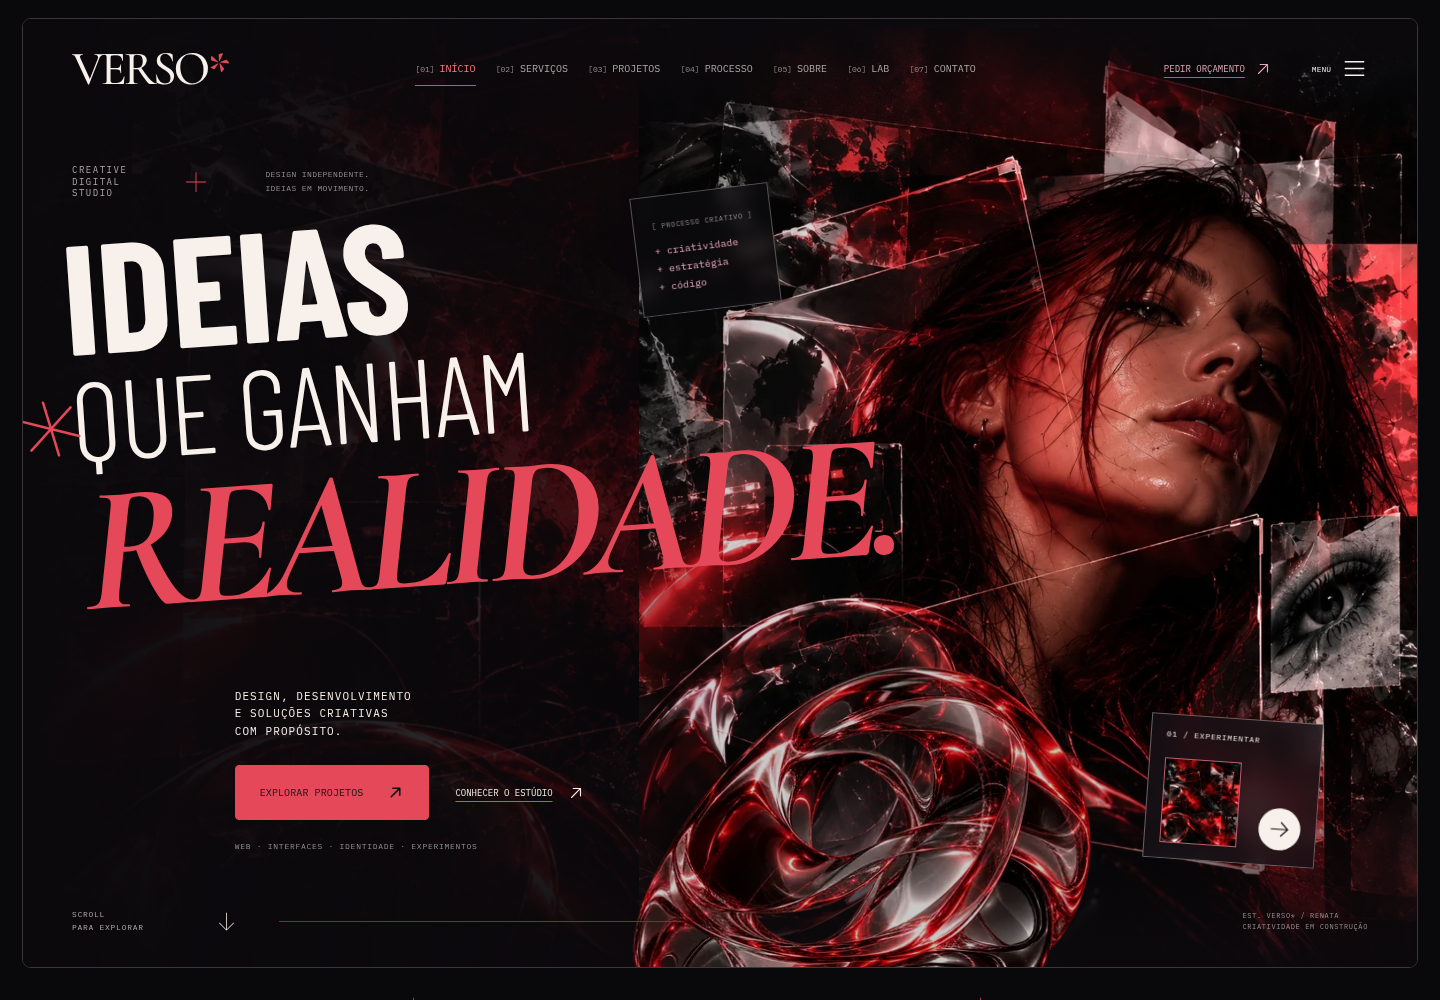 VERSO*
[01] INÍCIO [02] SERVIÇOS [03] PROJETOS [04] PROCESSO [05] SOBRE [06] LAB [07] CONTATO
PEDIR ORÇAMENTO
MENU
CREATIVE
DIGITAL
STUDIO
DESIGN INDEPENDENTE.
IDEIAS EM MOVIMENTO.
[ PROCESSO CRIATIVO ]
+ criatividade
+ estratégia
+ código
IDEIAS
QUE GANHAM
REALIDADE.
DESIGN, DESENVOLVIMENTO
E SOLUÇÕES CRIATIVAS
COM PROPÓSITO.
EXPLORAR PROJETOS
CONHECER O ESTÚDIO
WEB · INTERFACES · IDENTIDADE · EXPERIMENTOS
01 / EXPERIMENTAR
SCROLL
PARA EXPLORAR
EST. VERSO* / RENATA
CRIATIVIDADE EM CONSTRUÇÃO